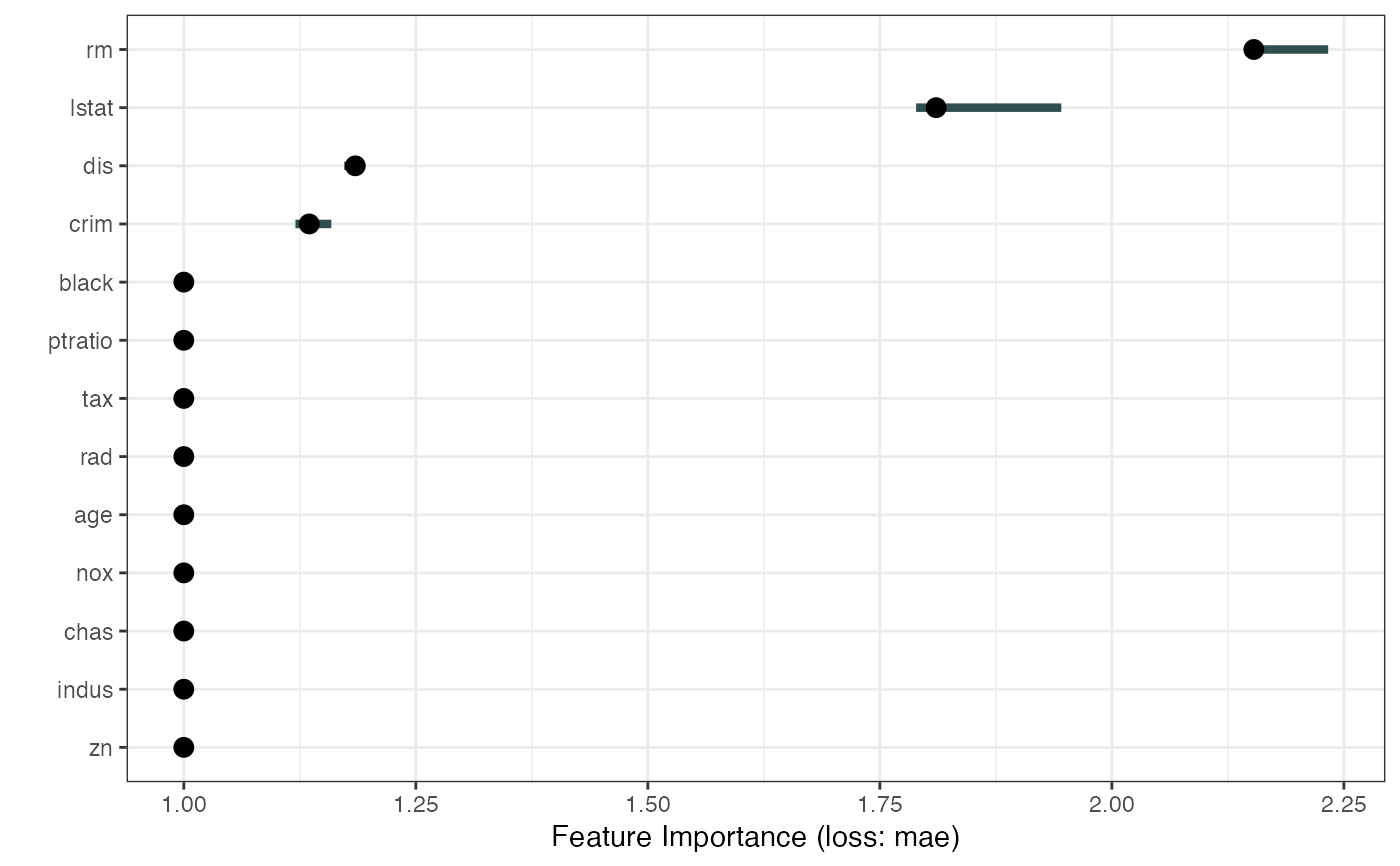 rm
lstat
dis
crim
black
ptratio
tax
rad
age
nox
chas
indus
zn
1.00 1.25 1.50 1.75 2.00 2.25
Feature Importance (loss: mae)